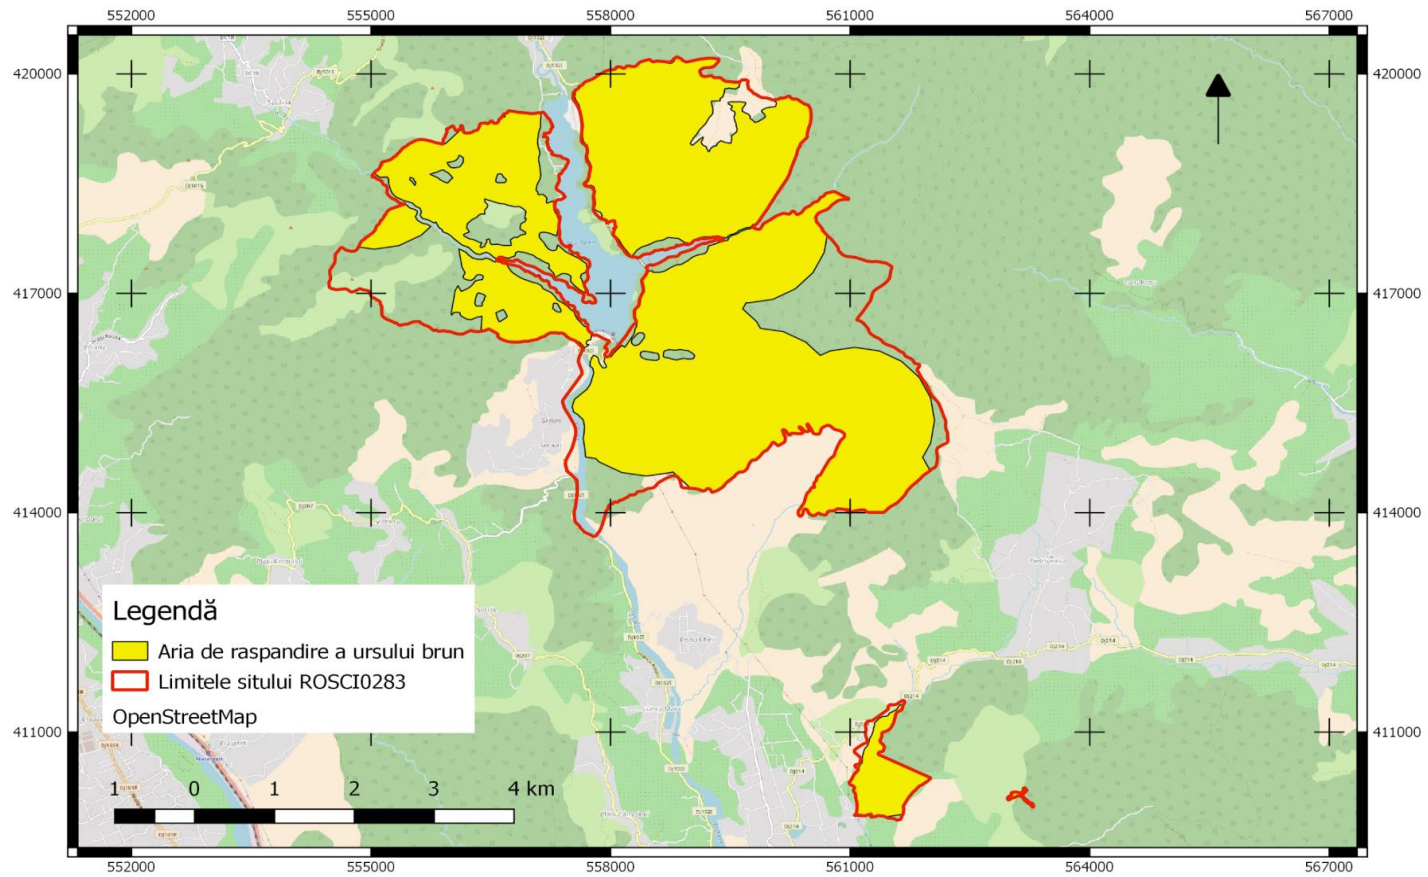 552000 555000 558000 561000 564000 567000
420000 420000
417000 417000
414000 414000
Legendă
Aria de raspandire a ursului brun
Limitele sitului ROSCI0283
OpenStreetMap
411000 411000
1 0 1 2 3 4 km
552000 555000 558000 561000 564000 567000